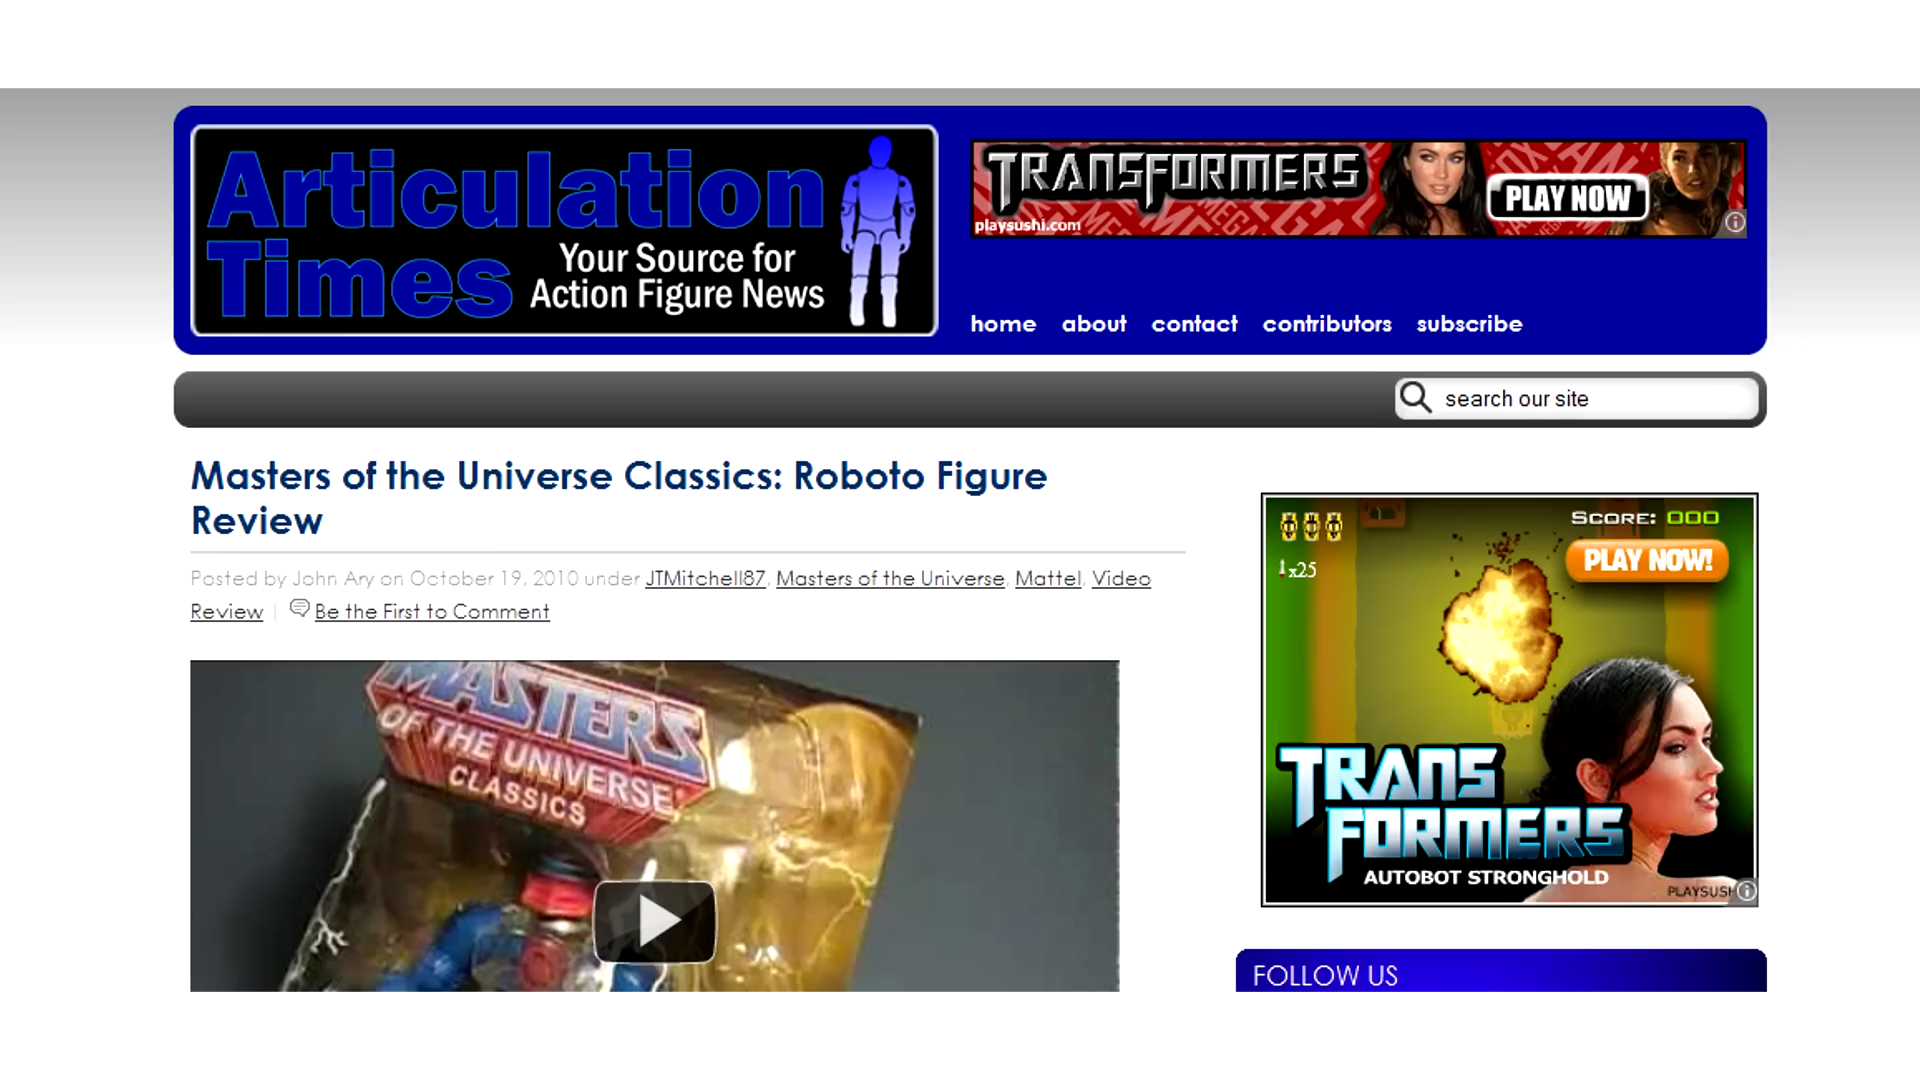 Articulation
Times
Your Source for
Action Figure News
TRANSFORMERS
PLAY NOW
playsushi.com
home about contact contributors subscribe
search our site
Masters of the Universe Classics: Roboto Figure
Review
Posted by John Ary on October 19, 2010 under JTMitchell87, Masters of the Universe, Mattel, Video
Review | Be the First to Comment
MASTERS
OF THE UNIVERSE
CLASSICS
SCORE: 000
PLAY NOW!
x25
TRANS
FORMERS
AUTOBOT STRONGHOLD
PLAYSUSH
FOLLOW US